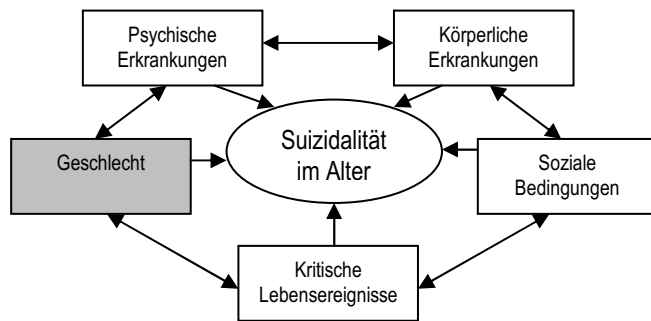 Psychische
Erkrankungen
Körperliche
Erkrankungen
Suizidalität
im Alter
Geschlecht
Soziale
Bedingungen
Kritische
Lebensereignisse